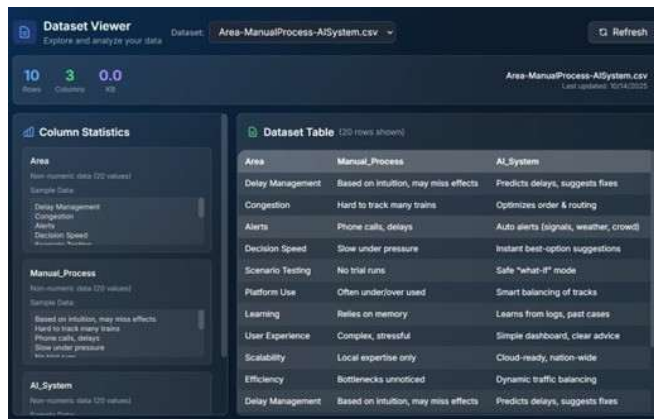 Dataset Viewer
Explore and analyze your data
Dataset:
Area-ManualProcess-AISystem.csv
Refresh
10 3 0.0
Rows Columns KB
Area-ManualProcess-AISystem.csv
Last updated: 10/14/2025
Column Statistics
Area
Non-numeric data (20 values)
Sample Data:
Delay Management
Congestion
Alerts
Decision Speed
Scenario Testing
Manual_Process
Non-numeric data (20 values)
Sample Data:
Based on intuition, may miss effects
Hard to track many trains
Phone calls, delays
Slow under pressure
No trial runs
AI_System
Non-numeric data (20 values)
Sample Data:
Dataset Table (20 rows shown)
Area Manual_Process AI_System
Delay Management Based on intuition, may miss effects Predicts delays, suggests fixes
Congestion Hard to track many trains Optimizes order & routing
Alerts Phone calls, delays Auto alerts (signals, weather, crowd)
Decision Speed Slow under pressure Instant best-option suggestions
Scenario Testing No trial runs Safe "what-if" mode
Platform Use Often under/over used Smart balancing of tracks
Learning Relies on memory Learns from logs, past cases
User Experience Complex, stressful Simple dashboard, clear advice
Scalability Local expertise only Cloud-ready, nation-wide
Efficiency Bottlenecks unnoticed Dynamic traffic balancing
Delay Management Based on intuition, may miss effects Predicts delays, suggests fixes